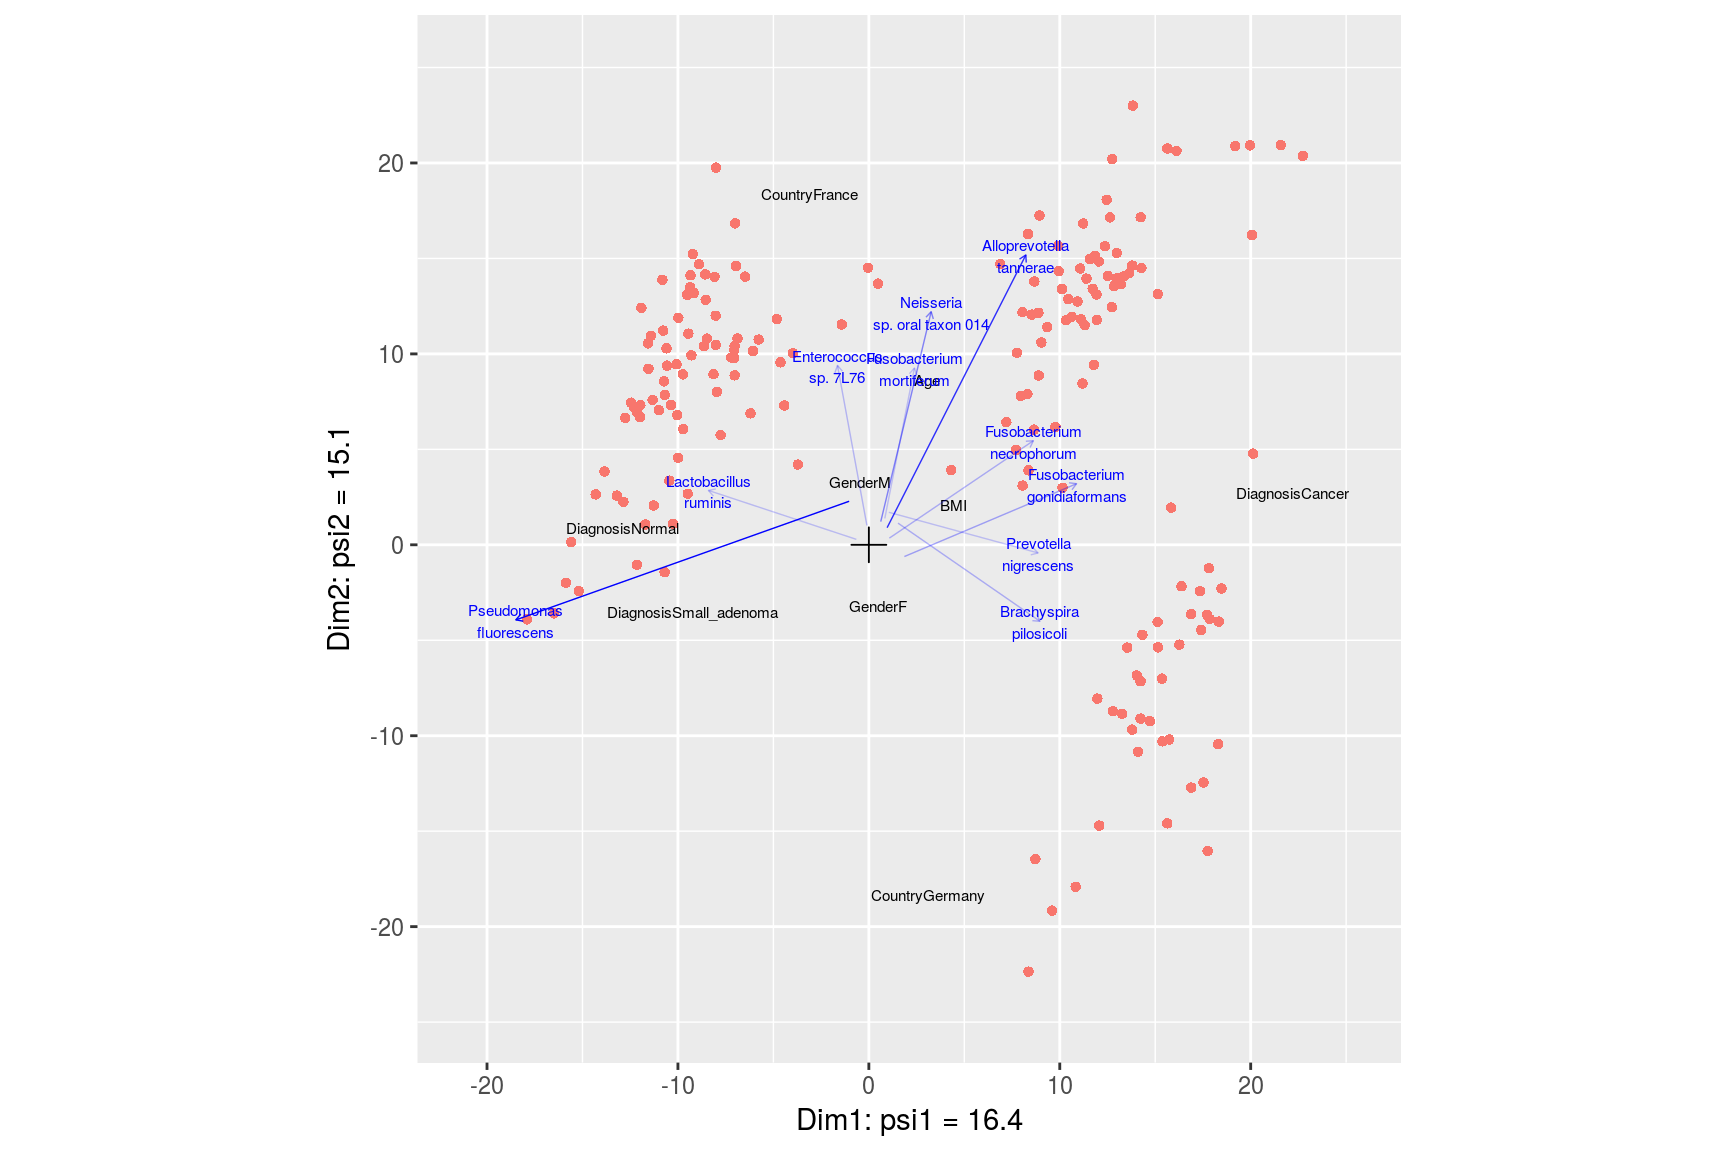 CountryFrance
Alloprevotella
tannerae
Neisseria
sp. oral taxon 014
Enterococcus
sp. 7L76
Fusobacterium
mortiferum
Age
Fusobacterium
necrophorum
Fusobacterium
gonidiaformans
Lactobacillus
ruminis
GenderM
BMI
DiagnosisCancer
DiagnosisNormal
Prevotella
nigrescens
Pseudomonas
fluorescens
DiagnosisSmall_adenoma
GenderF
Brachyspira
pilosicoli
CountryGermany
20
10
0
-10
-20
-20
-10
0
10
20
Dim1: psi1 = 16.4
Dim2: psi2 = 15.1